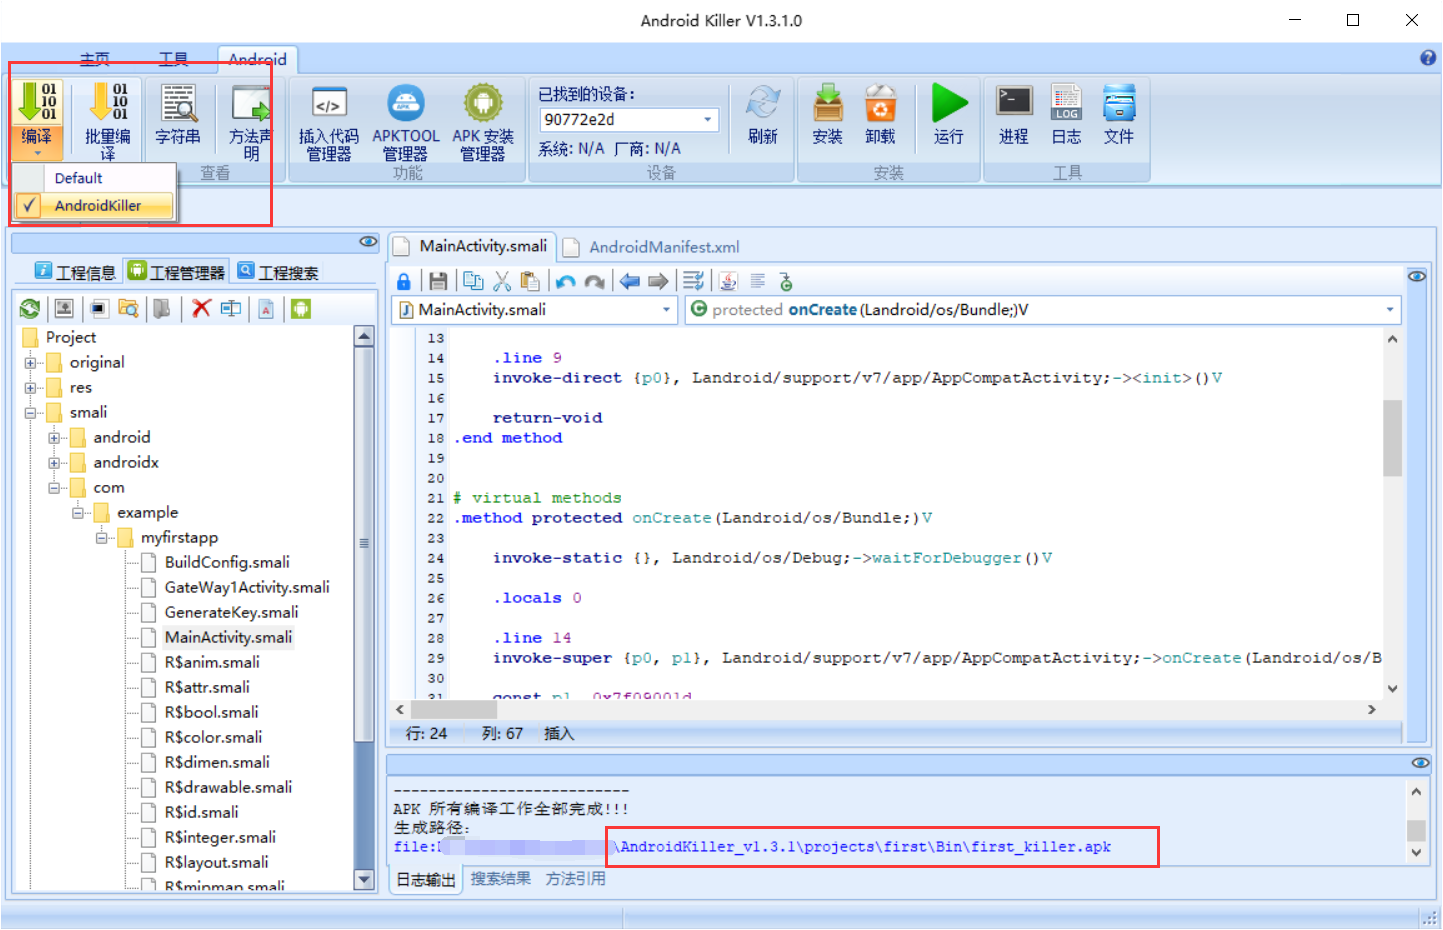 Android Killer V1.3.1.0
主页 工具 Android
编译 批量编译 字符串 方法声明 查看
插入代码管理器 APKTOOL管理器 APK 安装管理器 功能
已找到的设备:
90772e2d
系统: N/A 厂商: N/A
刷新
设备
安装 卸载 运行
安装
进程 日志 文件
工具
Default
AndroidKiller
工程信息 工程管理器 工程搜索
Project
original
res
smali
android
androidx
com
example
myfirstapp
BuildConfig.smali
GateWay1Activity.smali
GenerateKey.smali
MainActivity.smali
R$anim.smali
R$attr.smali
R$bool.smali
R$color.smali
R$dimen.smali
R$drawable.smali
R$id.smali
R$integer.smali
R$layout.smali
R$mipmap.smali
MainActivity.smali AndroidManifest.xml
MainActivity.smali protected onCreate(Landroid/os/Bundle;)V
13
14 .line 9
15 invoke-direct {p0}, Landroid/support/v7/app/AppCompatActivity;-><init>()V
16
17 return-void
18 .end method
19
20
21 # virtual methods
22 .method protected onCreate(Landroid/os/Bundle;)V
23
24 invoke-static {}, Landroid/os/Debug;->waitForDebugger()V
25
26 .locals 0
27
28 .line 14
29 invoke-super {p0, p1}, Landroid/support/v7/app/AppCompatActivity;->onCreate(Landroid/os/B
30
31 const p1, 0x7f09001d
行: 24 列: 67 插入
---------------------------
APK 所有编译工作全部完成!!!
生成路径:
file: \AndroidKiller_v1.3.1\projects\first\Bin\first_killer.apk
日志输出 搜索结果 方法引用